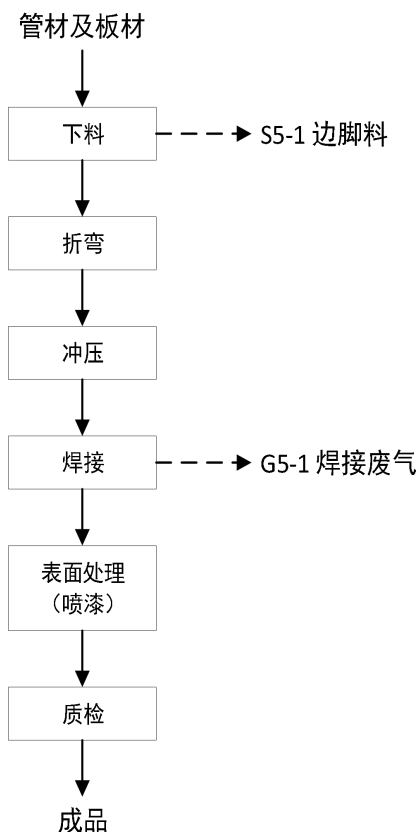 管材及板材
下料
S5-1 边脚料
折弯
冲压
焊接
G5-1 焊接废气
表面处理
（喷漆）
质检
成品